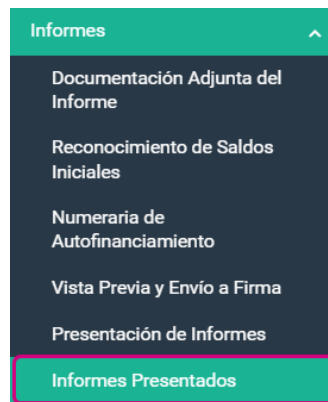 Informes
Documentación Adjunta del
Informe
Reconocimiento de Saldos
Iniciales
Numeraria de
Autofinanciamiento
Vista Previa y Envío a Firma
Presentación de Informes
Informes Presentados